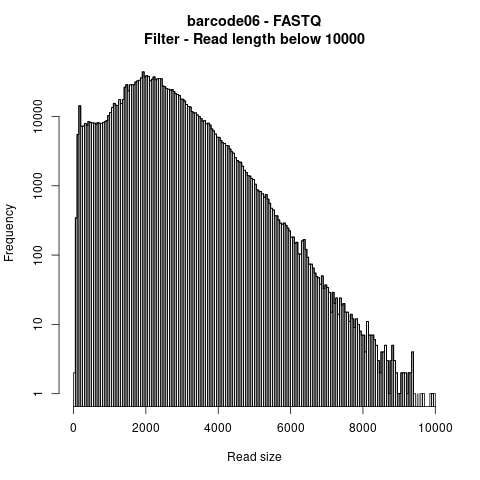 barcode06 - FASTQ
Filter - Read length below 10000
Frequency
10000
1000
100
10
1
0 2000 4000 6000 8000 10000
Read size